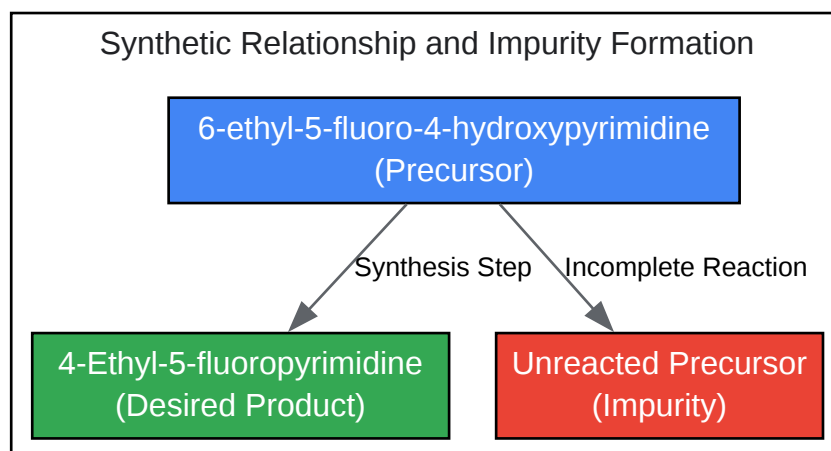 Synthetic Relationship and Impurity Formation
6-ethyl-5-fluoro-4-hydroxypyrimidine
(Precursor)
Synthesis Step
Incomplete Reaction
4-Ethyl-5-fluoropyrimidine
(Desired Product)
Unreacted Precursor
(Impurity)